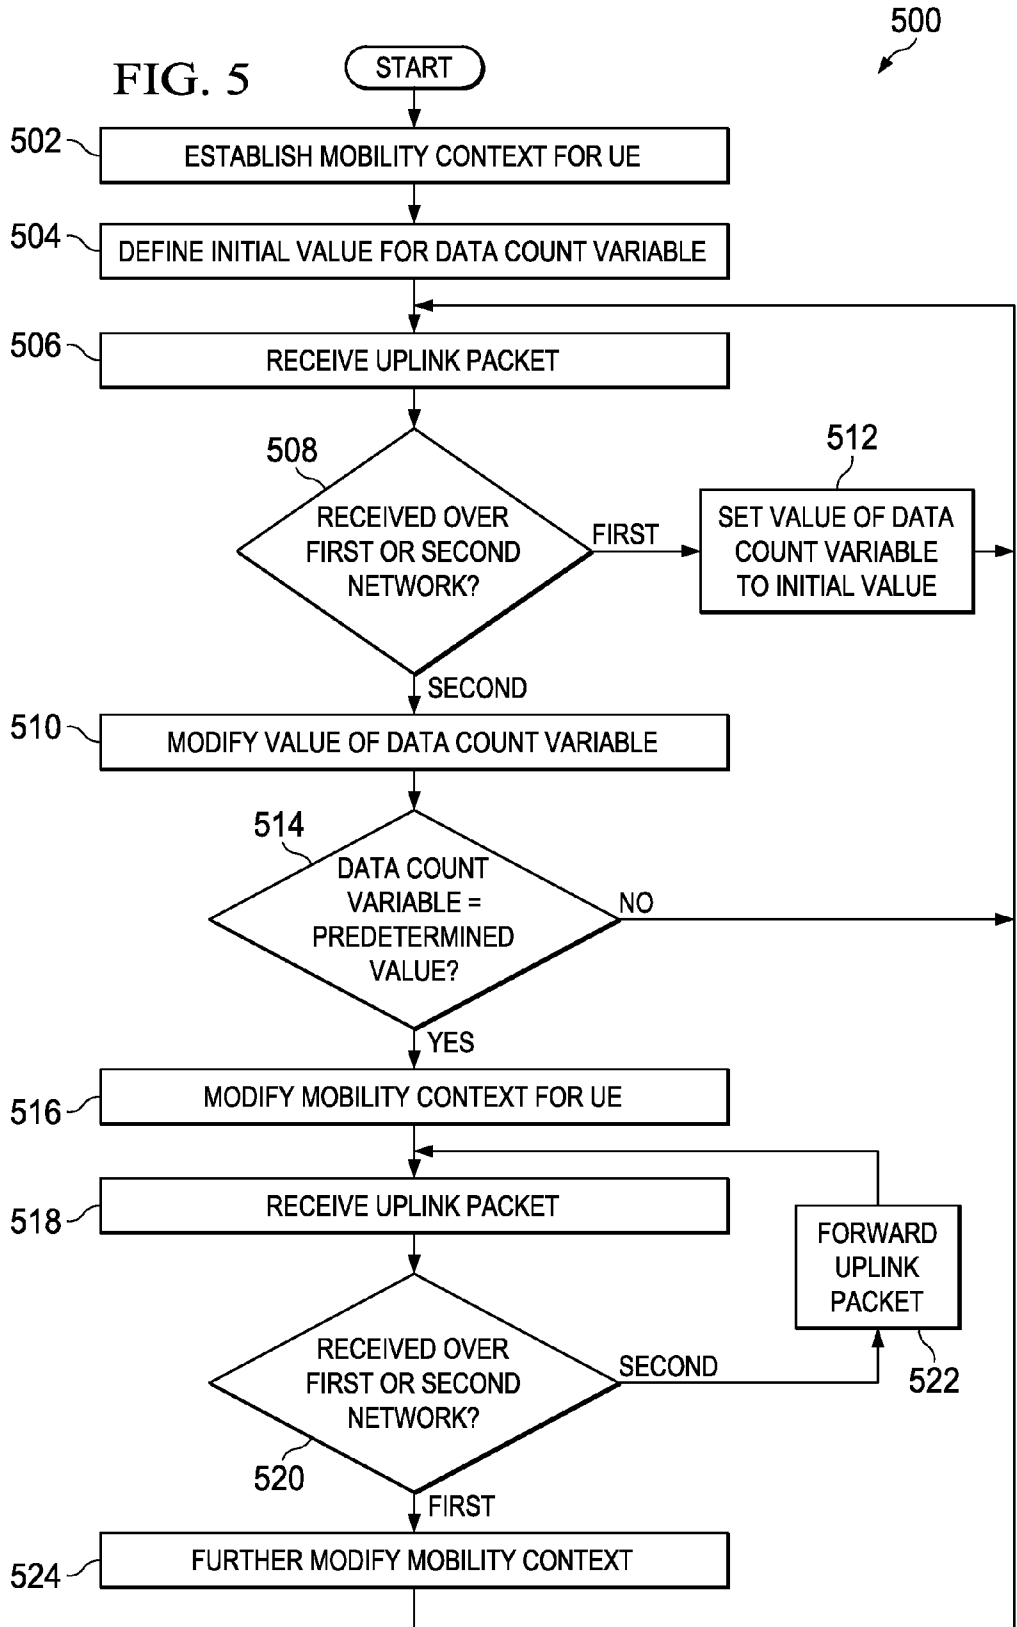 500
FIG. 5
START
502
ESTABLISH MOBILITY CONTEXT FOR UE
504
DEFINE INITIAL VALUE FOR DATA COUNT VARIABLE
506
RECEIVE UPLINK PACKET
508
RECEIVED OVER
FIRST OR SECOND
NETWORK?
FIRST
512
SET VALUE OF DATA
COUNT VARIABLE
TO INITIAL VALUE
SECOND
510
MODIFY VALUE OF DATA COUNT VARIABLE
514
DATA COUNT
VARIABLE =
PREDETERMINED
VALUE?
NO
YES
516
MODIFY MOBILITY CONTEXT FOR UE
518
RECEIVE UPLINK PACKET
FORWARD
UPLINK
PACKET
522
RECEIVED OVER
FIRST OR SECOND
NETWORK?
SECOND
520
FIRST
524
FURTHER MODIFY MOBILITY CONTEXT